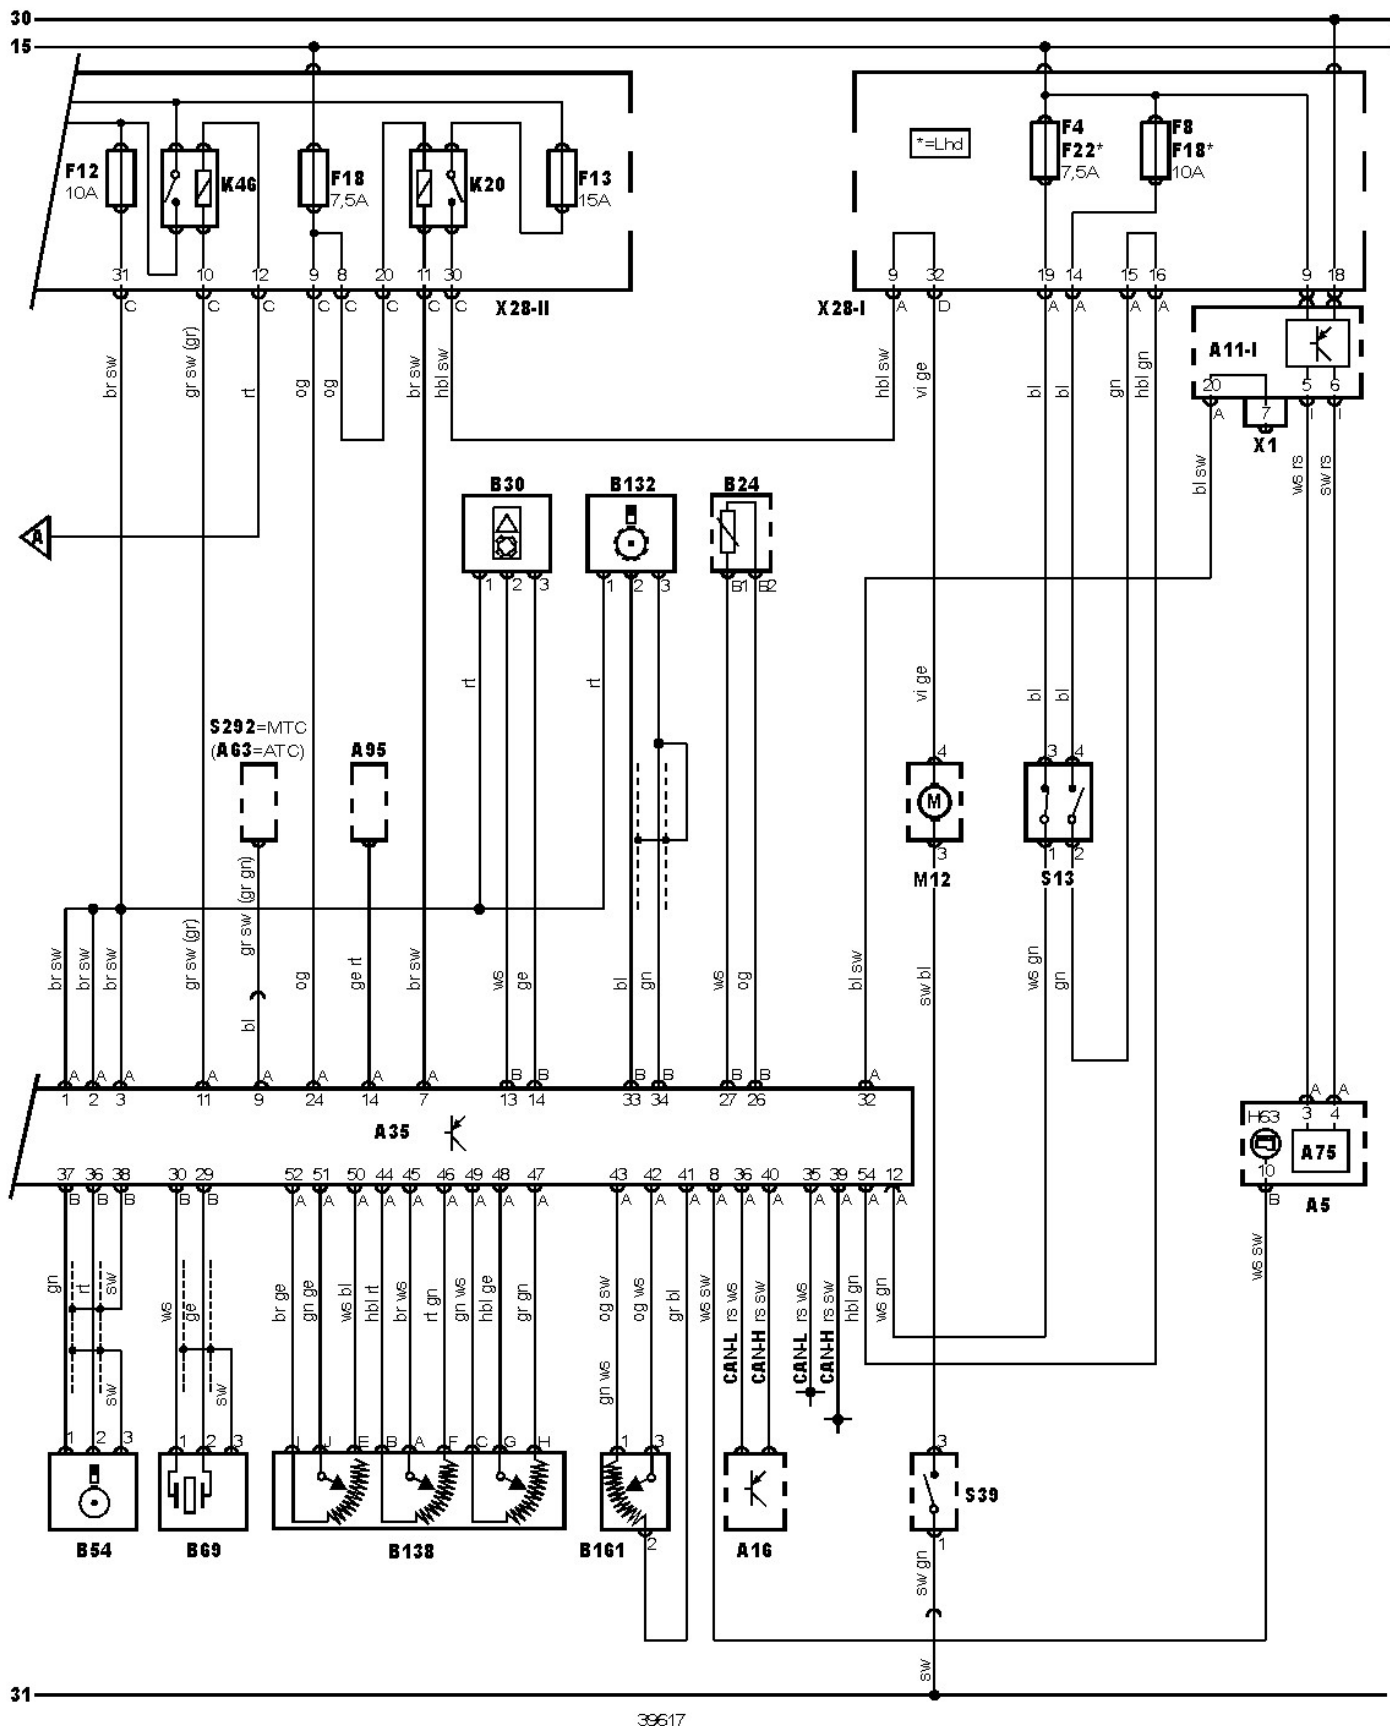 30
15
*=Lhd
F4
F22*
7,5A
F8
F18*
10A
F12
10A
K46
F18
7,5A
K20
F13
15A
31 10 12 9 8 20 11 30
9 32 19 14 15 16 9 18
C C C C C C C C
X28-II
X28-I
A D A A A A
A11-I
br sw
gr sw (gr)
rt
og
og
br sw
hbl sw
hbl sw
vi ge
bl
bl
gn
hbl gn
20 5 6
A 7 I I
X1
bl sw
ws rs
sw rs
B30
B132
B24
A
1 2 3
1 2 3
B1 B2
rt
rt
vi ge
bl
bl
S292=MTC
(A63=ATC)
A95
4
3 4
M
3
1 2
M12
S13
gr sw (gr gn)
br sw
br sw
br sw
gr sw (gr)
bl
og
ge rt
br sw
ws
ge
bl
gn
ws
og
bl sw
sw bl
ws gn
gn
A A A A A A A A B B B B B B A
1 2 3 11 9 24 14 7 13 14 33 34 27 26 32
A35
A A
3 4
H63
A75
10
B
A5
37 36 38 30 29 52 51 50 44 45 46 49 48 47 43 42 41 8 36 40 35 39 54 12
B B B B B A A A A A A A A A A A A A A A A A A A
gn
rt
sw
ws
ge
br ge
gn ge
ws bl
hbl rt
br ws
rt gn
gn ws
hbl ge
gr gn
og sw
og ws
gr bl
ws sw
CAN-L rs ws
CAN-H rs sw
CAN-L rs ws
CAN-H rs sw
hbl gn
ws gn
ws sw
sw
sw
gn ws
1 2 3
1 2 3
I J E B A F C G H
1 3
3
S39
2
1
B54
B69
B138
B161
A16
sw gn
sw
31
39617